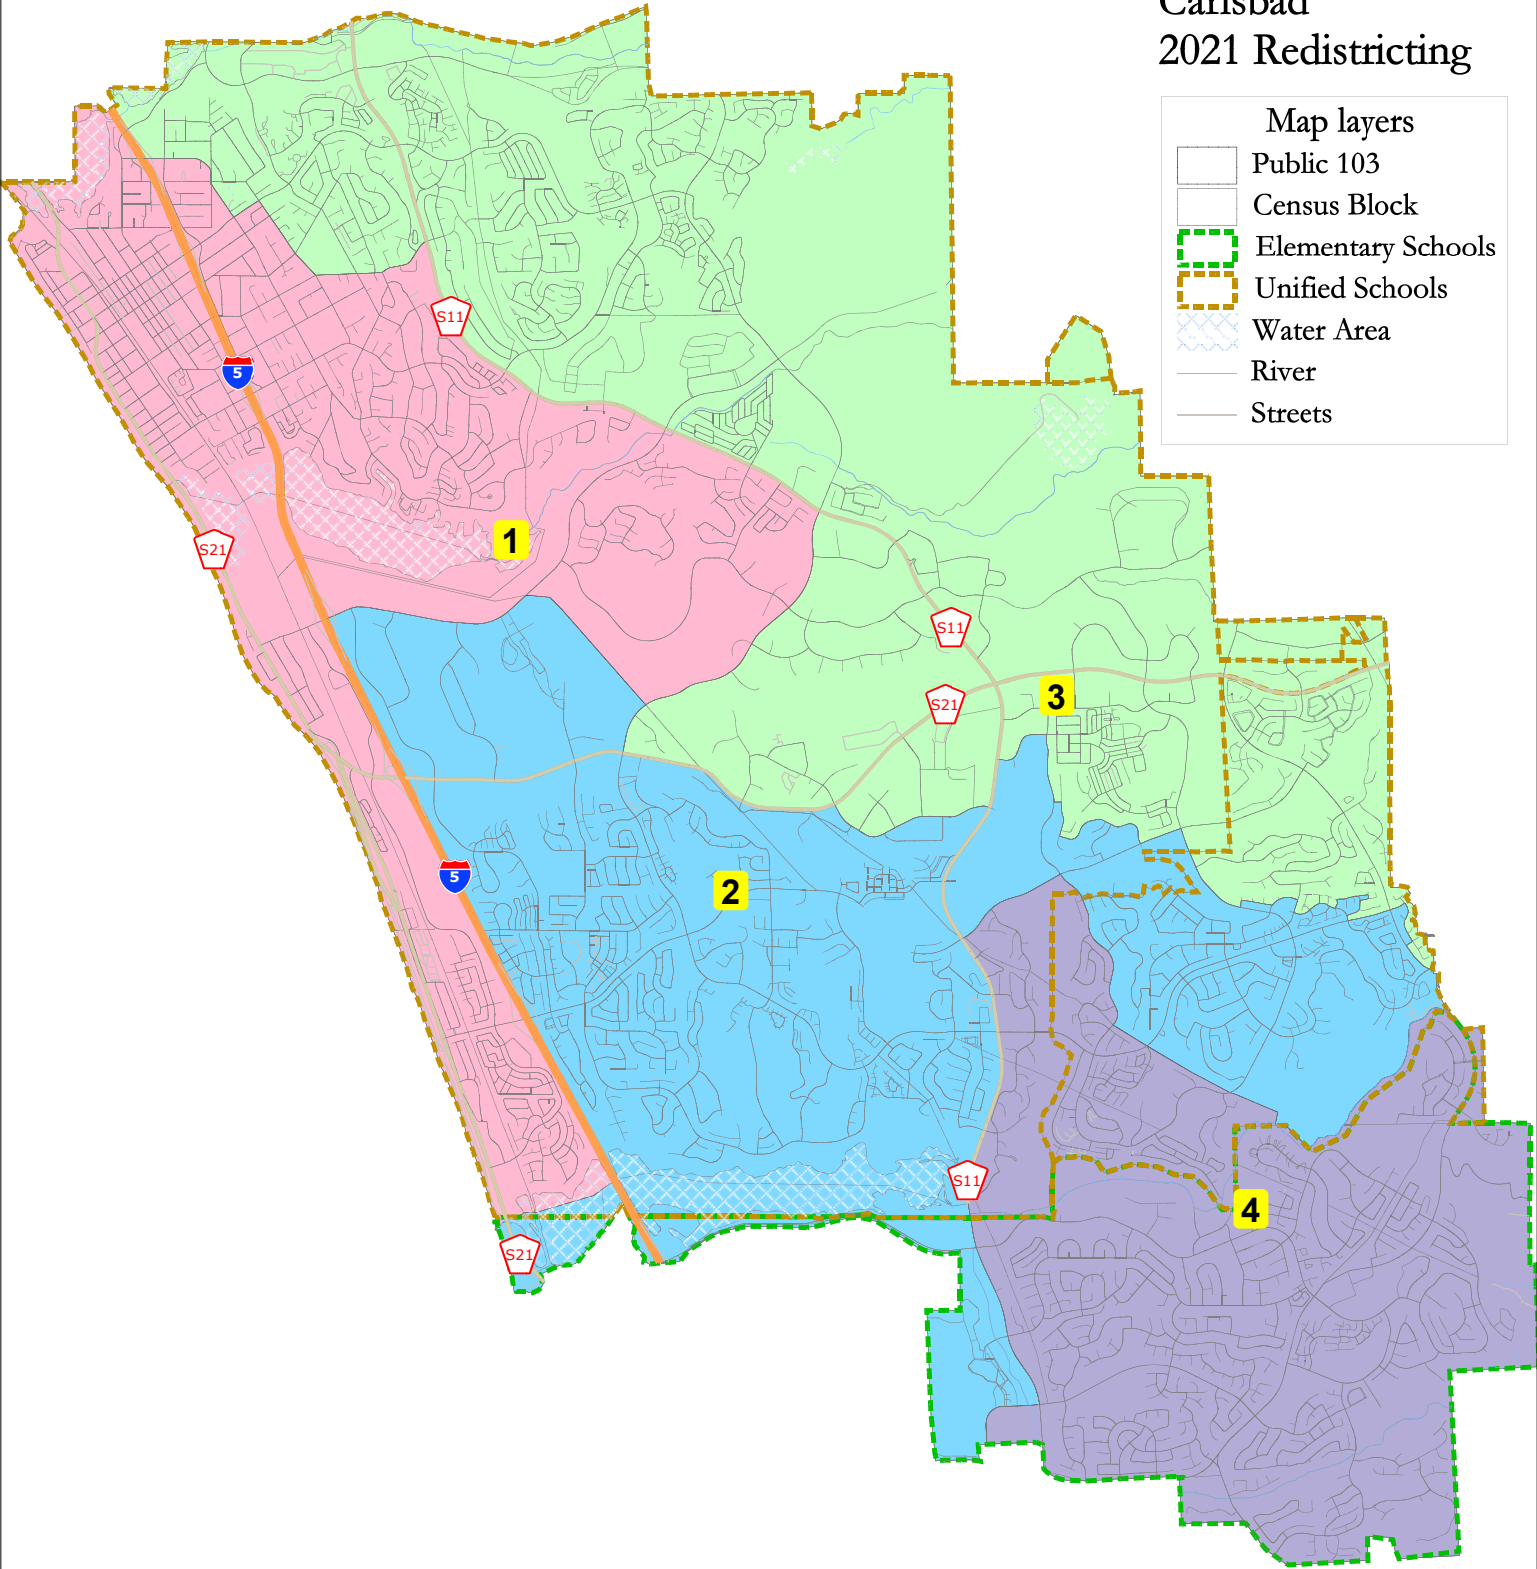 Carlsbad
2021 Redistricting
Map layers
Public 103
Census Block
Elementary Schools
Unified Schools
Water Area
River
Streets
S11
5
S21
1
S11
S21
3
5
2
S11
4
S21